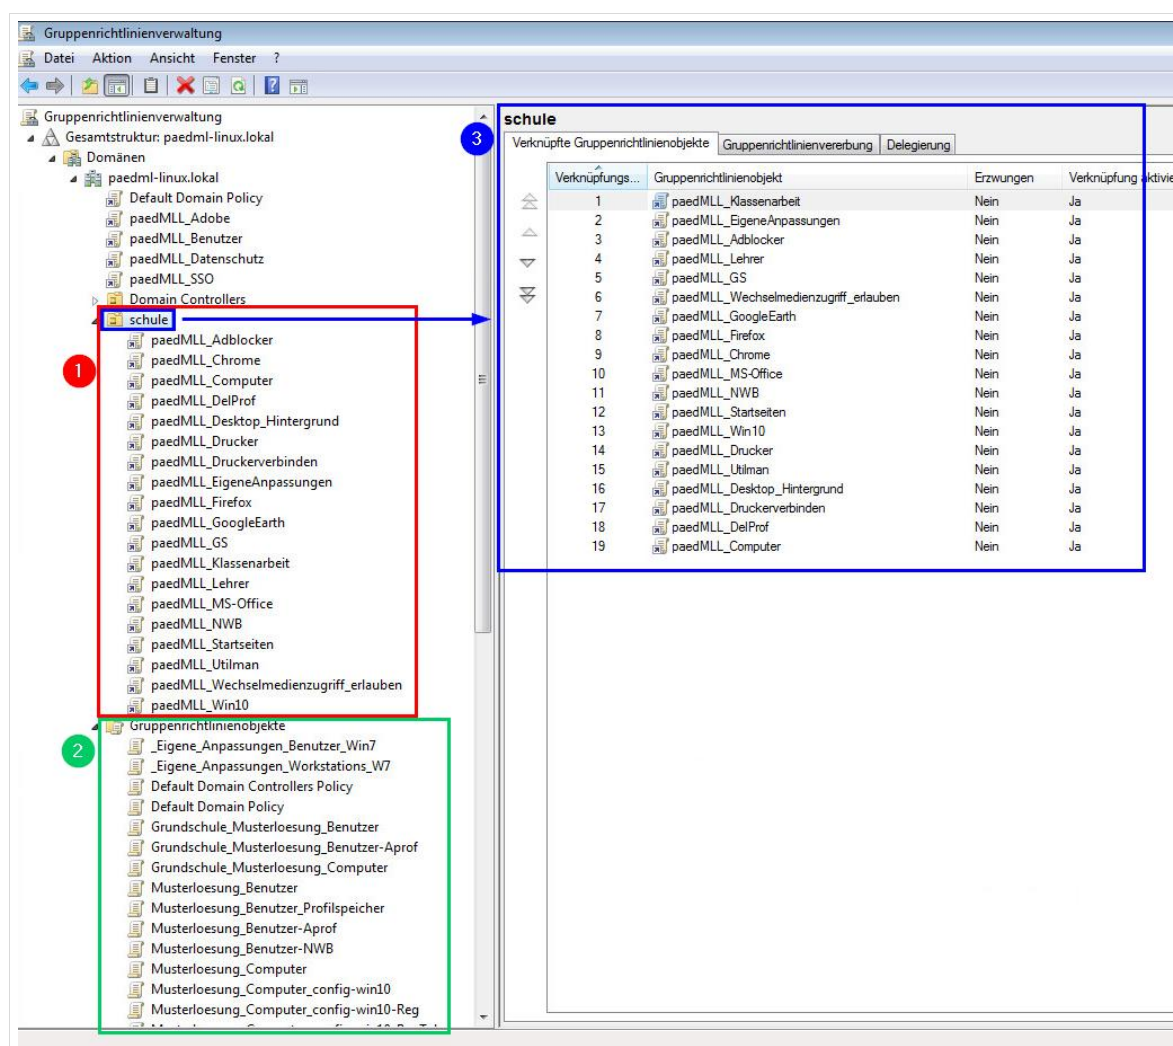 Gruppenrichtlinienverwaltung
Datei Aktion Ansicht Fenster ?
Gruppenrichtlinienverwaltung
Gesamtstruktur: paedml-linux.lokal
Domänen
paedml-linux.lokal
Default Domain Policy
paedMLL_Adobe
paedMLL_Benutzer
paedMLL_Datenschutz
paedMLL_SSO
Domain Controllers
schule
1
paedMLL_Adblocker
paedMLL_Chrome
paedMLL_Computer
paedMLL_DelProf
paedMLL_Desktop_Hintergrund
paedMLL_Drucker
paedMLL_Druckerverbinden
paedMLL_EigeneAnpassungen
paedMLL_Firefox
paedMLL_GoogleEarth
paedMLL_GS
paedMLL_Klassenarbeit
paedMLL_Lehrer
paedMLL_MS-Office
paedMLL_NWB
paedMLL_Startseiten
paedMLL_Utilman
paedMLL_Wechselmedienzugriff_erlauben
paedMLL_Win10
Gruppenrichtlinienobjekte
2
_Eigene_Anpassungen_Benutzer_Win7
_Eigene_Anpassungen_Workstations_W7
Default Domain Controllers Policy
Default Domain Policy
Grundschule_Musterloesung_Benutzer
Grundschule_Musterloesung_Benutzer-Aprof
Grundschule_Musterloesung_Computer
Musterloesung_Benutzer
Musterloesung_Benutzer_Profilspeicher
Musterloesung_Benutzer-Aprof
Musterloesung_Benutzer-NWB
Musterloesung_Computer
Musterloesung_Computer_config-win10
Musterloesung_Computer_config-win10-Reg
3
schule
Verknüpfte Gruppenrichtlinienobjekte Gruppenrichtlinienvererbung Delegierung
Verknüpfungs... Gruppenrichtlinienobjekt Erzwungen Verknüpfung aktivie
1 paedMLL_Klassenarbeit Nein Ja
2 paedMLL_EigeneAnpassungen Nein Ja
3 paedMLL_Adblocker Nein Ja
4 paedMLL_Lehrer Nein Ja
5 paedMLL_GS Nein Ja
6 paedMLL_Wechselmedienzugriff_erlauben Nein Ja
7 paedMLL_GoogleEarth Nein Ja
8 paedMLL_Firefox Nein Ja
9 paedMLL_Chrome Nein Ja
10 paedMLL_MS-Office Nein Ja
11 paedMLL_NWB Nein Ja
12 paedMLL_Startseiten Nein Ja
13 paedMLL_Win10 Nein Ja
14 paedMLL_Drucker Nein Ja
15 paedMLL_Utilman Nein Ja
16 paedMLL_Desktop_Hintergrund Nein Ja
17 paedMLL_Druckerverbinden Nein Ja
18 paedMLL_DelProf Nein Ja
19 paedMLL_Computer Nein Ja